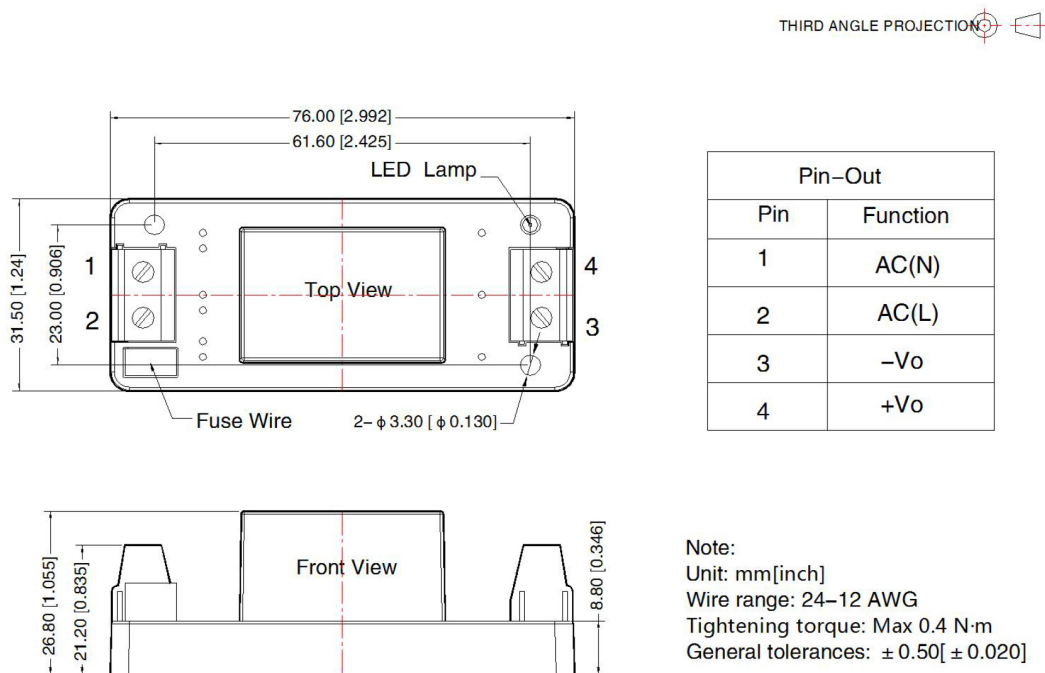 THIRD ANGLE PROJECTION
76.00 [2.992]
61.60 [2.425]
LED Lamp
31.50 [1.24]
23.00 [0.906]
1
2
Top View
4
3
Fuse Wire
2-ϕ3.30 [ϕ0.130]
Pin-Out
Pin Function
1 AC(N)
2 AC(L)
3 -Vo
4 +Vo
26.80 [1.055]
21.20 [0.835]
Front View
8.80 [0.346]
Note:
Unit: mm[inch]
Wire range: 24-12 AWG
Tightening torque: Max 0.4 N·m
General tolerances: ±0.50[±0.020]